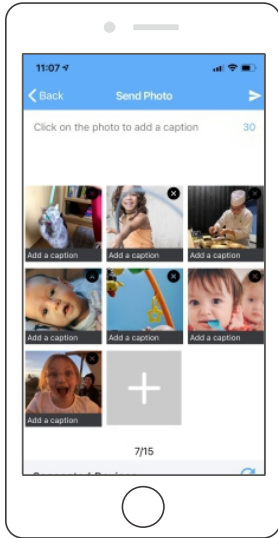 11:07
Back Send Photo
Click on the photo to add a caption 30
Add a caption Add a caption Add a caption
Add a caption Add a caption Add a caption
Add a caption
7/15